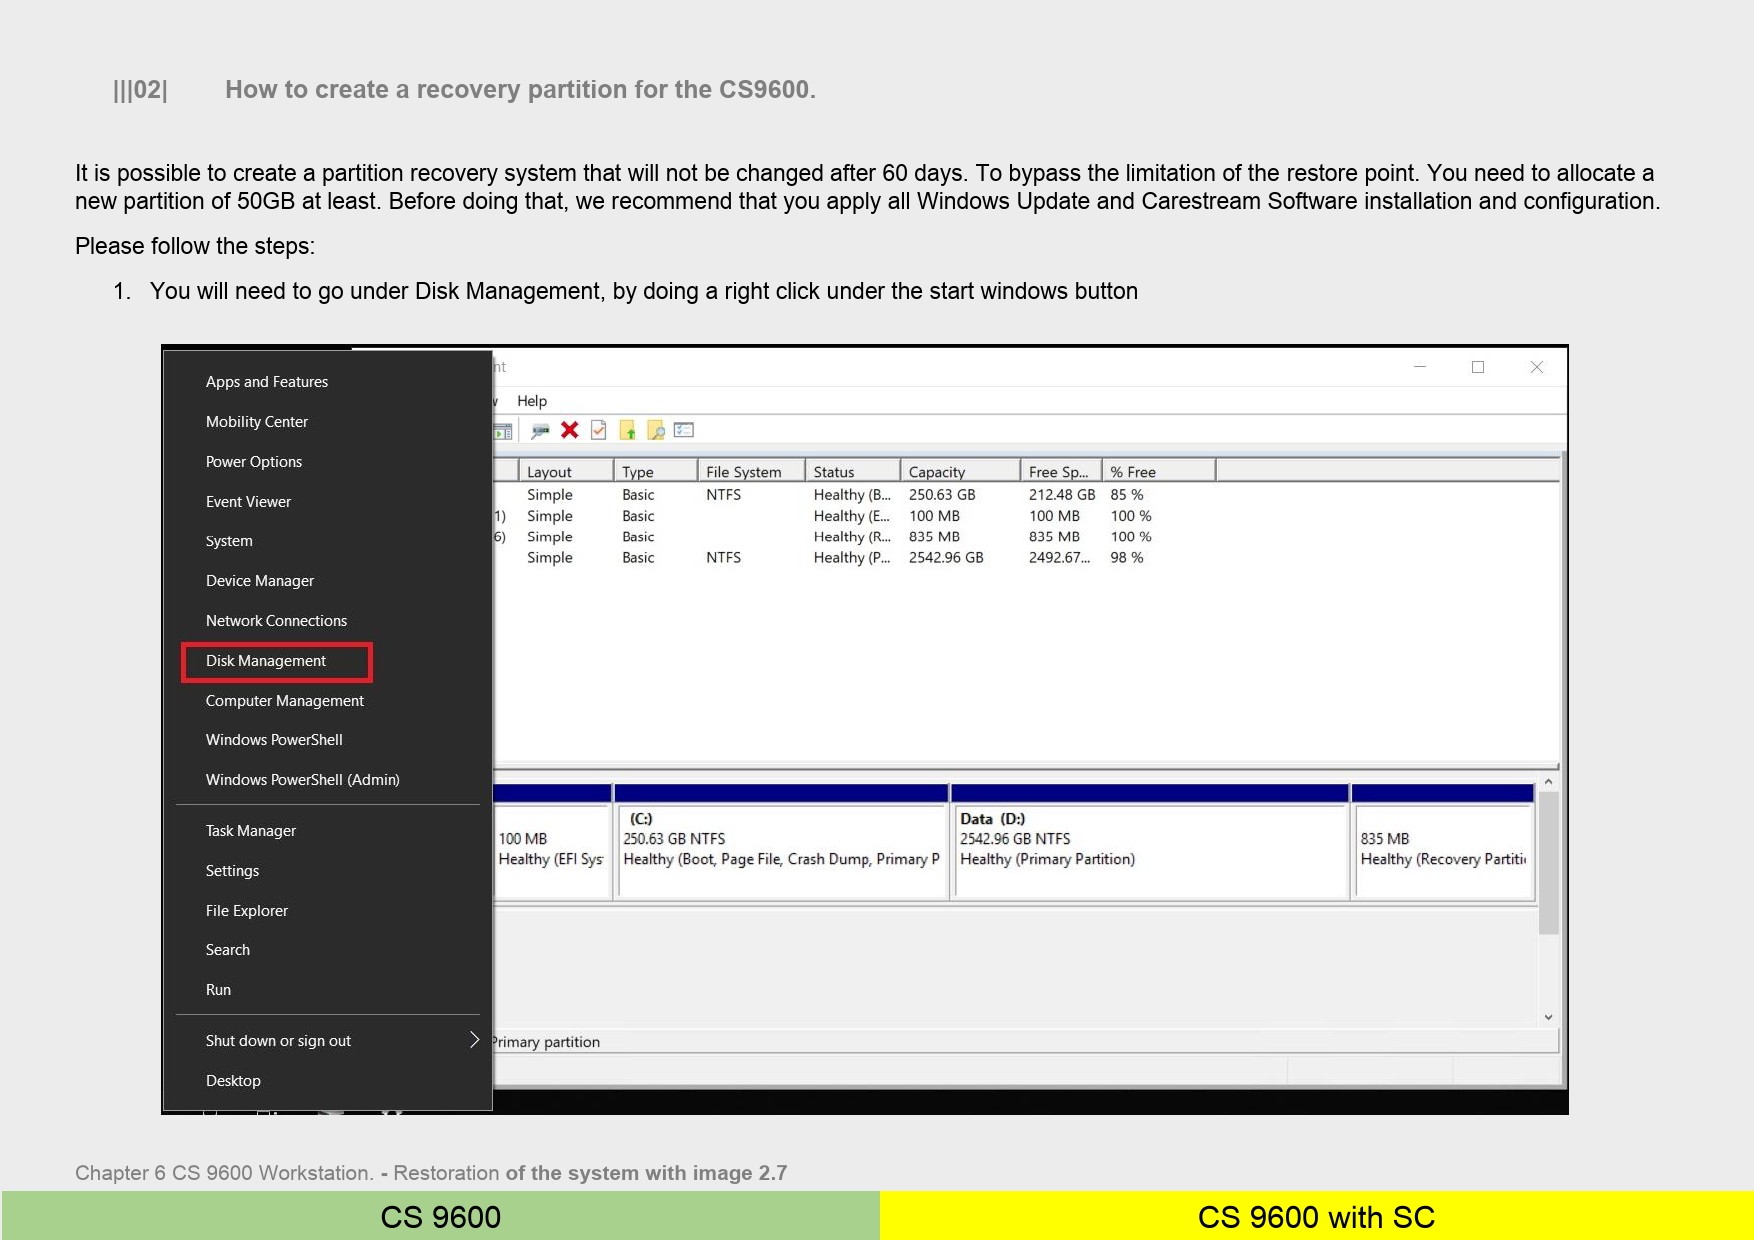 |||02| How to create a recovery partition for the CS9600.
It is possible to create a partition recovery system that will not be changed after 60 days. To bypass the limitation of the restore point. You need to allocate a
new partition of 50GB at least. Before doing that, we recommend that you apply all Windows Update and Carestream Software installation and configuration.
Please follow the steps:
1. You will need to go under Disk Management, by doing a right click under the start windows button
Apps and Features
Mobility Center
Power Options
Event Viewer
System
Device Manager
Network Connections
Disk Management
Computer Management
Windows PowerShell
Windows PowerShell (Admin)
Task Manager
Settings
File Explorer
Search
Run
Shut down or sign out
Desktop
nt
Help
Layout Type File System Status Capacity Free Sp... % Free
Simple Basic NTFS Healthy (B... 250.63 GB 212.48 GB 85 %
1) Simple Basic Healthy (E... 100 MB 100 MB 100 %
6) Simple Basic Healthy (R... 835 MB 835 MB 100 %
Simple Basic NTFS Healthy (P... 2542.96 GB 2492.67... 98 %
100 MB
Healthy (EFI Sys
(C:)
250.63 GB NTFS
Healthy (Boot, Page File, Crash Dump, Primary P
Data (D:)
2542.96 GB NTFS
Healthy (Primary Partition)
835 MB
Healthy (Recovery Partiti
Primary partition
Chapter 6 CS 9600 Workstation. - Restoration of the system with image 2.7
CS 9600
CS 9600 with SC